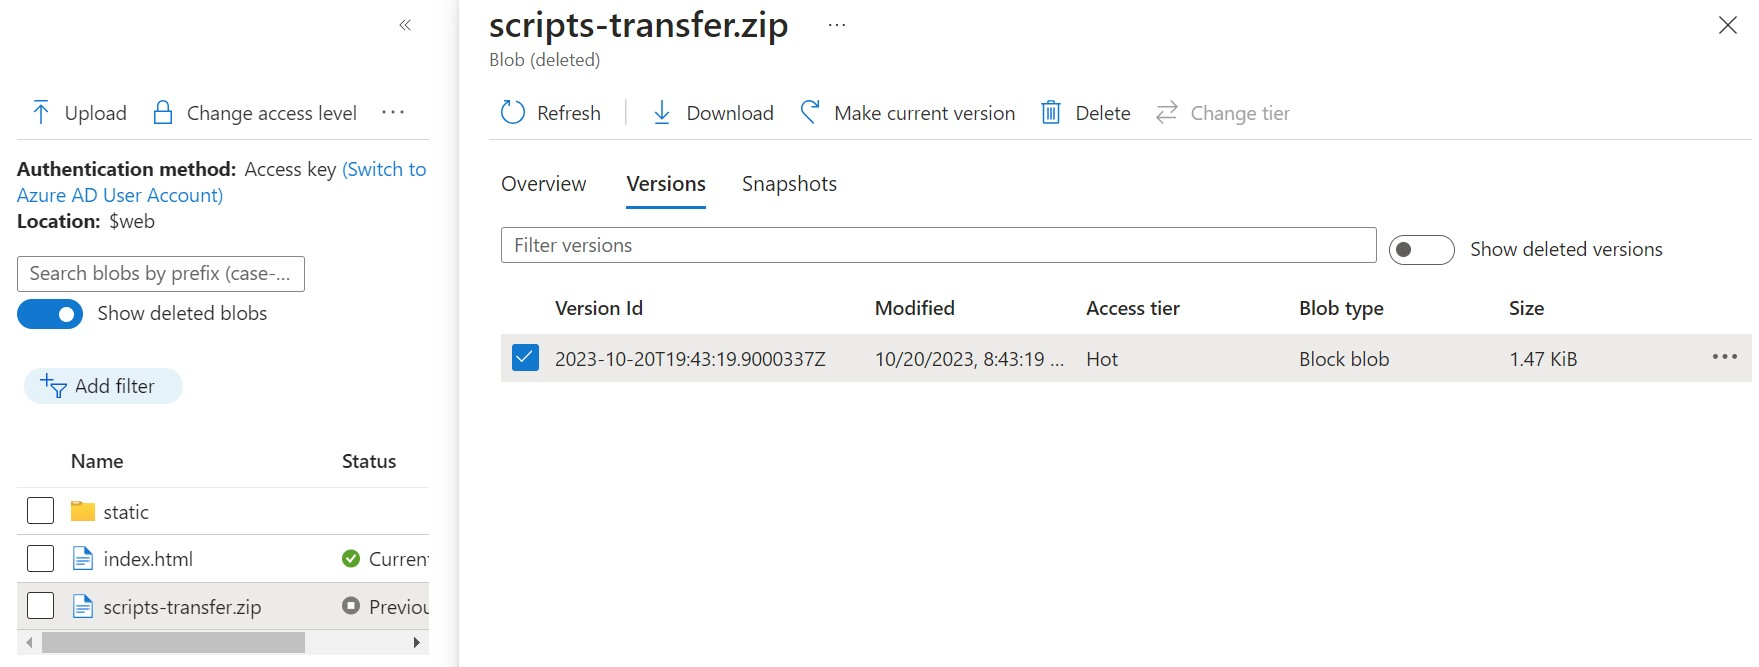 «
Upload
Change access level
...
Authentication method: Access key (Switch to
Azure AD User Account)
Location: $web
Search blobs by prefix (case-...
Show deleted blobs
Add filter
Name Status
static
index.html Curren
scripts-transfer.zip Previou
scripts-transfer.zip ...
Blob (deleted)
Refresh
Download
Make current version
Delete
Change tier
Overview Versions Snapshots
Filter versions
Show deleted versions
Version Id Modified Access tier Blob type Size
2023-10-20T19:43:19.9000337Z 10/20/2023, 8:43:19 ... Hot Block blob 1.47 KiB ...